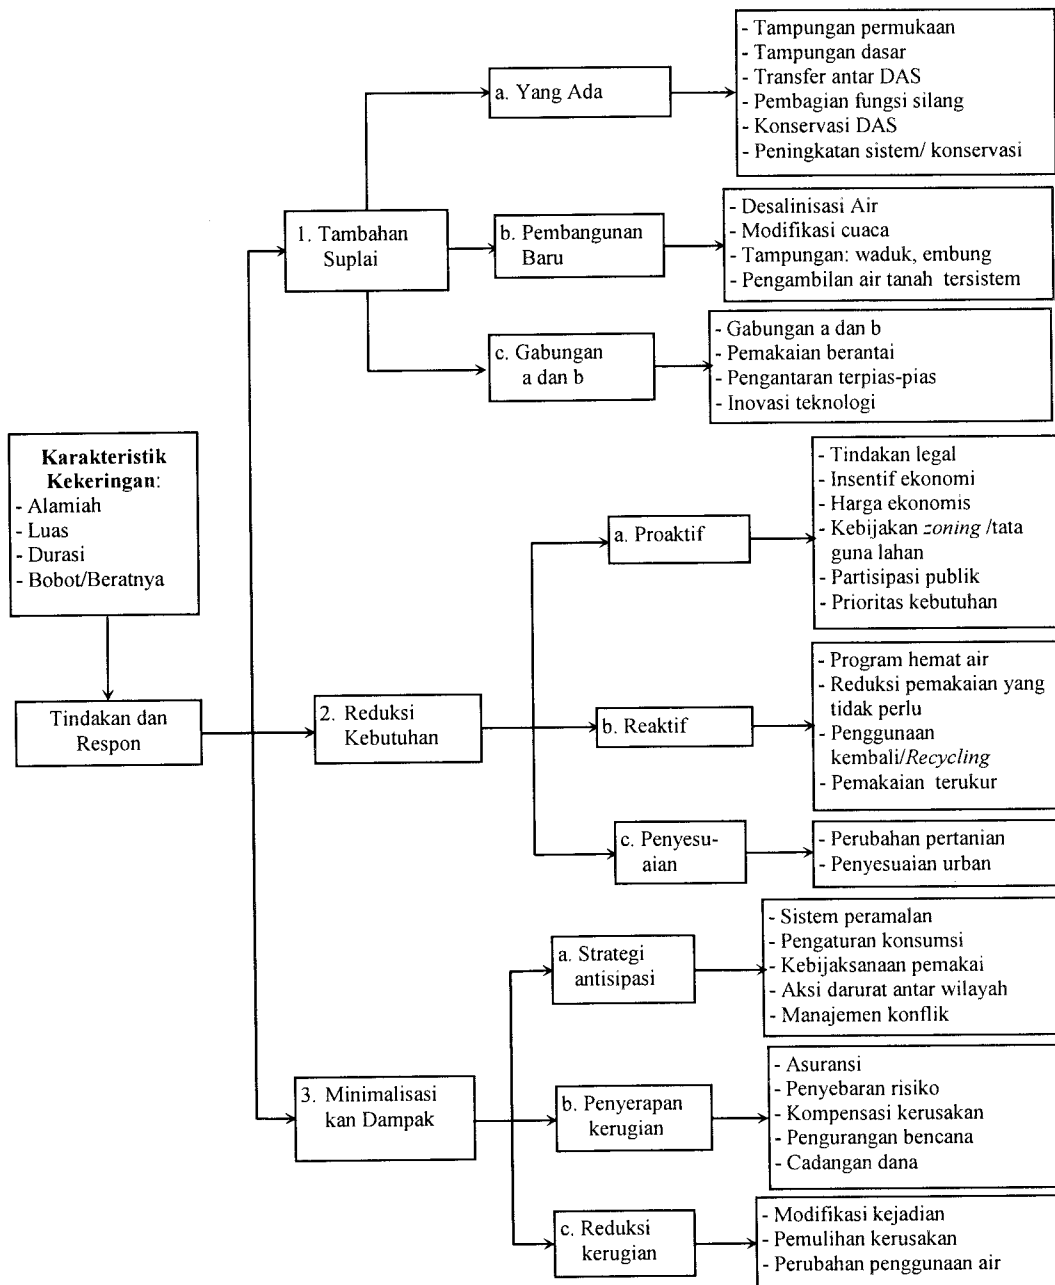 Karakteristik
Kekeringan:
- Alamiah
- Luas
- Durasi
- Bobot/Beratnya
Tindakan dan
Respon
1. Tambahan
Suplai
a. Yang Ada
- Tampungan permukaan
- Tampungan dasar
- Transfer antar DAS
- Pembagian fungsi silang
- Konservasi DAS
- Peningkatan sistem/ konservasi
b. Pembangunan
Baru
- Desalinisasi Air
- Modifikasi cuaca
- Tampungan: waduk, embung
- Pengambilan air tanah tersistem
c. Gabungan
a dan b
- Gabungan a dan b
- Pemakaian berantai
- Pengantaran terpias-pias
- Inovasi teknologi
2. Reduksi
Kebutuhan
a. Proaktif
- Tindakan legal
- Insentif ekonomi
- Harga ekonomis
- Kebijakan zoning /tata
guna lahan
- Partisipasi publik
- Prioritas kebutuhan
b. Reaktif
- Program hemat air
- Reduksi pemakaian yang
tidak perlu
- Penggunaan
kembali/Recycling
- Pemakaian terukur
c. Penyesu-
aian
- Perubahan pertanian
- Penyesuaian urban
3. Minimalisasi
kan Dampak
a. Strategi
antisipasi
- Sistem peramalan
- Pengaturan konsumsi
- Kebijaksanaan pemakai
- Aksi darurat antar wilayah
- Manajemen konflik
b. Penyerapan
kerugian
- Asuransi
- Penyebaran risiko
- Kompensasi kerusakan
- Pengurangan bencana
- Cadangan dana
c. Reduksi
kerugian
- Modifikasi kejadian
- Pemulihan kerusakan
- Perubahan penggunaan air